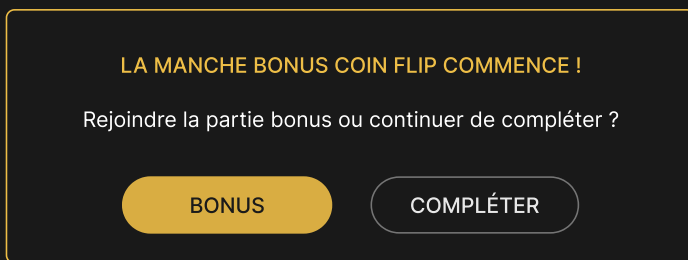 LA MANCHE BONUS COIN FLIP COMMENCE !
Rejoindre la partie bonus ou continuer de compléter ?
BONUS
COMPLÉTER